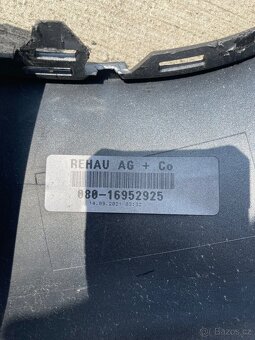 REHAU AG + Co
080-16952925
bazos.cz